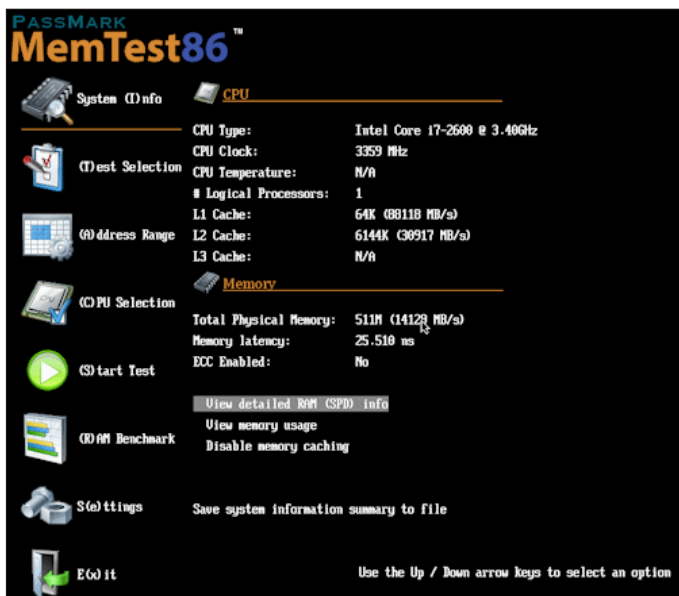 PASSMARK
MemTest86™
System (I)nfo
(T)est Selection
(A)ddress Range
(C)PU Selection
(S)tart Test
(R)AM Benchmark
S(e)ttings
E(x)it
CPU
CPU Type: Intel Core i7-2600 @ 3.40GHz
CPU Clock: 3359 MHz
CPU Temperature: N/A
# Logical Processors: 1
L1 Cache: 64K (88118 MB/s)
L2 Cache: 6144K (30917 MB/s)
L3 Cache: N/A
Memory
Total Physical Memory: 511M (14129 MB/s)
Memory latency: 25.510 ns
ECC Enabled: No
View detailed RAM (SPD) info
View memory usage
Disable memory caching
Save system information summary to file
Use the Up / Down arrow keys to select an option